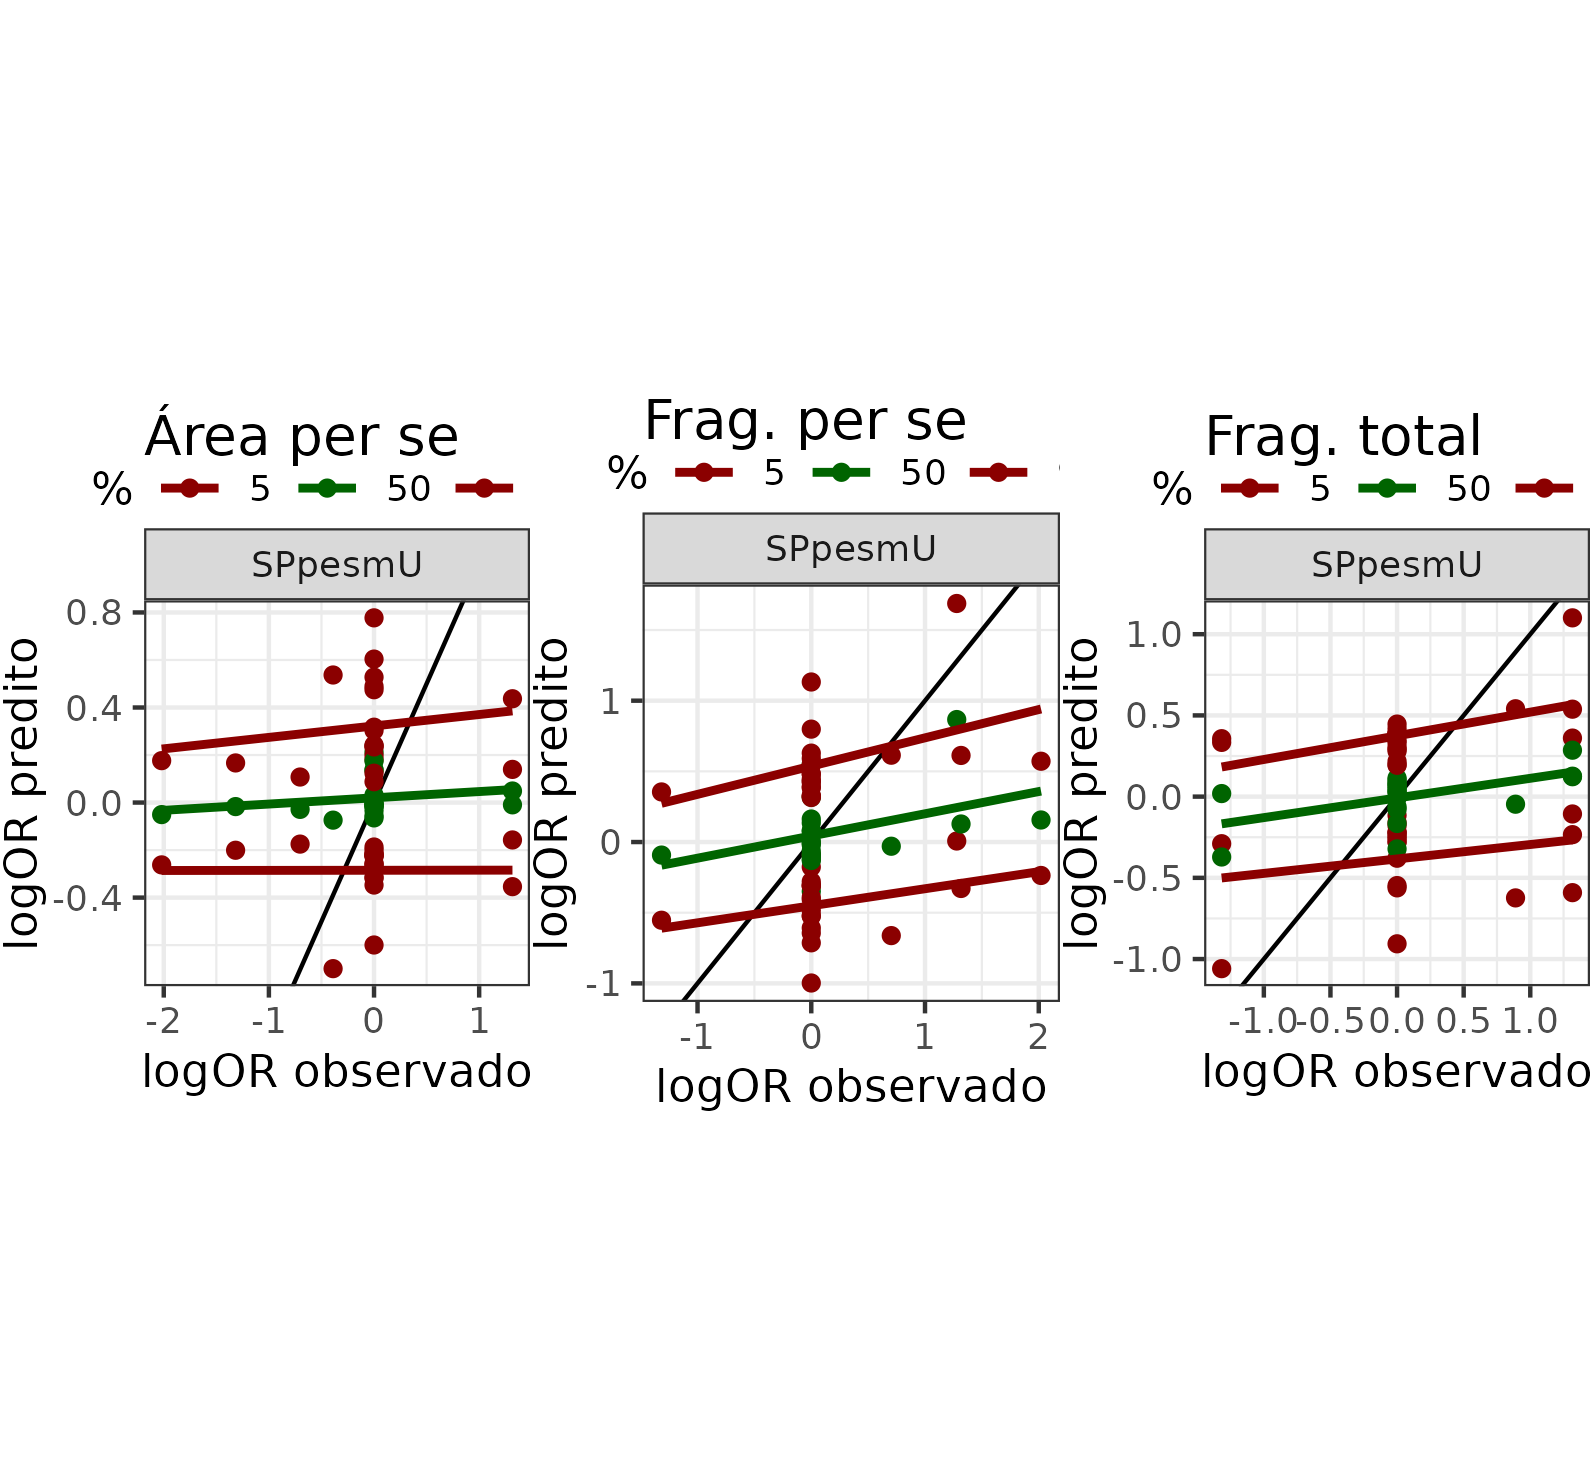 Área per se
% 5 50
SPpesmU
0.8
0.4
0.0
-0.4
-2 -1 0 1
logOR observado
logOR predito
Frag. per se
% 5 50
SPpesmU
1
0
-1
-1 0 1 2
logOR observado
logOR predito
Frag. total
% 5 50
SPpesmU
1.0
0.5
0.0
-0.5
-1.0
-1.0 -0.5 0.0 0.5 1.0
logOR observado
logOR predito